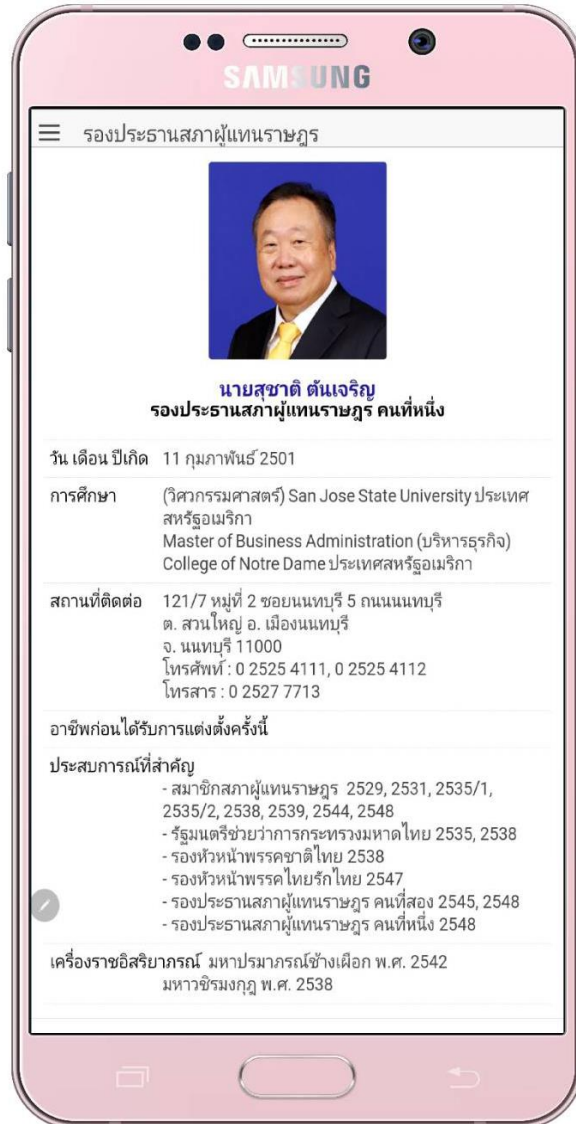 SAMSUNG
รองประธานสภาผู้แทนราษฎร
นายสุชาติ ตันเจริญ
รองประธานสภาผู้แทนราษฎร คนที่หนึ่ง
วัน เดือน ปีเกิด 11 กุมภาพันธ์ 2501
การศึกษา (วิศวกรรมศาสตร์) San Jose State University ประเทศ
สหรัฐอเมริกา
Master of Business Administration (บริหารธุรกิจ)
College of Notre Dame ประเทศสหรัฐอเมริกา
สถานที่ติดต่อ 121/7 หมู่ที่ 2 ซอยนนทบุรี 5 ถนนนนทบุรี
ต. สวนใหญ่ อ. เมืองนนทบุรี
จ. นนทบุรี 11000
โทรศัพท์ : 0 2525 4111, 0 2525 4112
โทรสาร : 0 2527 7713
อาชีพก่อนได้รับการแต่งตั้งครั้งนี้
ประสบการณ์ที่สำคัญ
- สมาชิกสภาผู้แทนราษฎร 2529, 2531, 2535/1,
2535/2, 2538, 2539, 2544, 2548
- รัฐมนตรีช่วยว่าการกระทรวงมหาดไทย 2535, 2538
- รองหัวหน้าพรรคชาติไทย 2538
- รองหัวหน้าพรรคไทยรักไทย 2547
- รองประธานสภาผู้แทนราษฎร คนที่สอง 2545, 2548
- รองประธานสภาผู้แทนราษฎร คนที่หนึ่ง 2548
เครื่องราชอิสริยาภรณ์ มหาปรมาภรณ์ช้างเผือก พ.ศ. 2542
มหาวชิรมงกุฎ พ.ศ. 2538